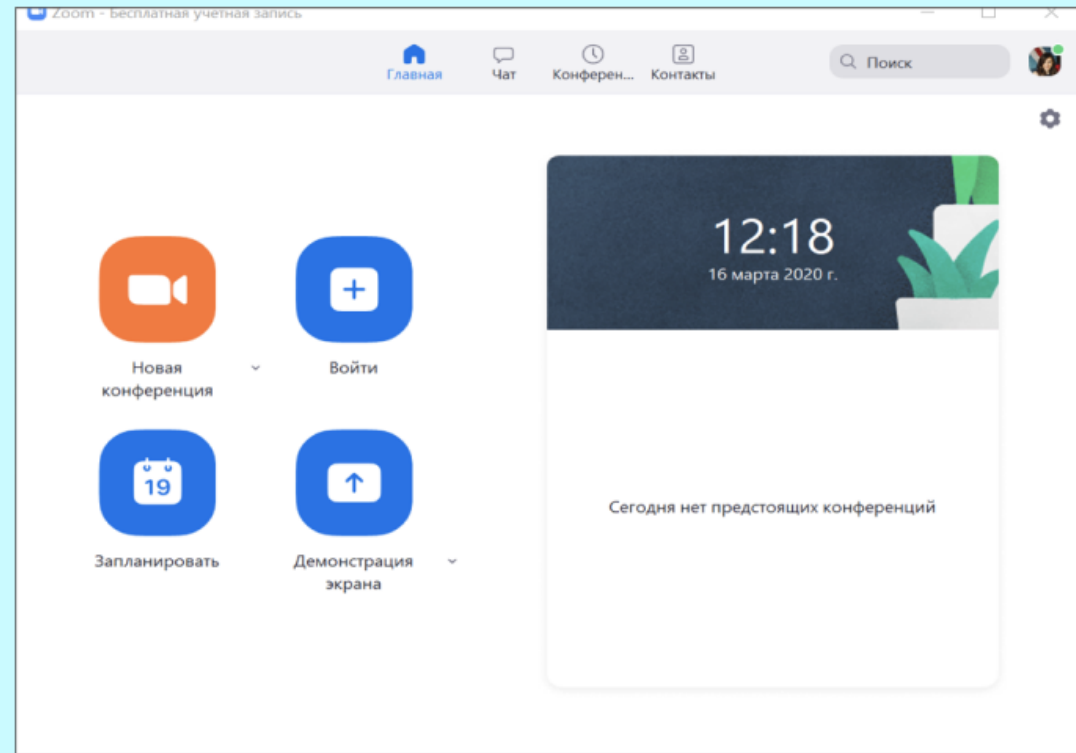 Zoom - Бесплатная учетная запись
Главная
Чат
Конферен...
Контакты
Поиск
12:18
16 марта 2020 г.
Новая
конференция
Войти
19
Запланировать
Демонстрация
экрана
Сегодня нет предстоящих конференций